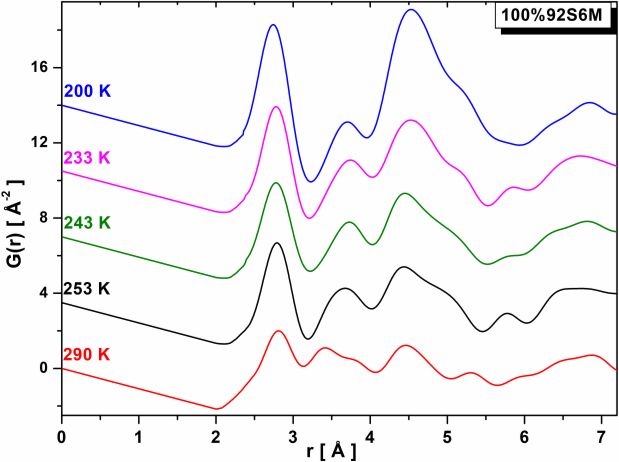 100%92S6M
G(r) [ Å-2 ]
16
12
8
4
0
200 K
233 K
243 K
253 K
290 K
0 1 2 3 4 5 6 7
r [ Å ]